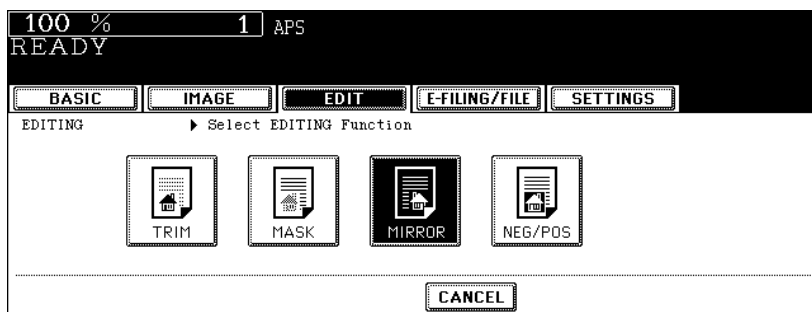 100 % 1 APS
READY
BASIC IMAGE EDIT E-FILING/FILE SETTINGS
EDITING ▶ Select EDITING Function
TRIM MASK MIRROR NEG/POS
CANCEL